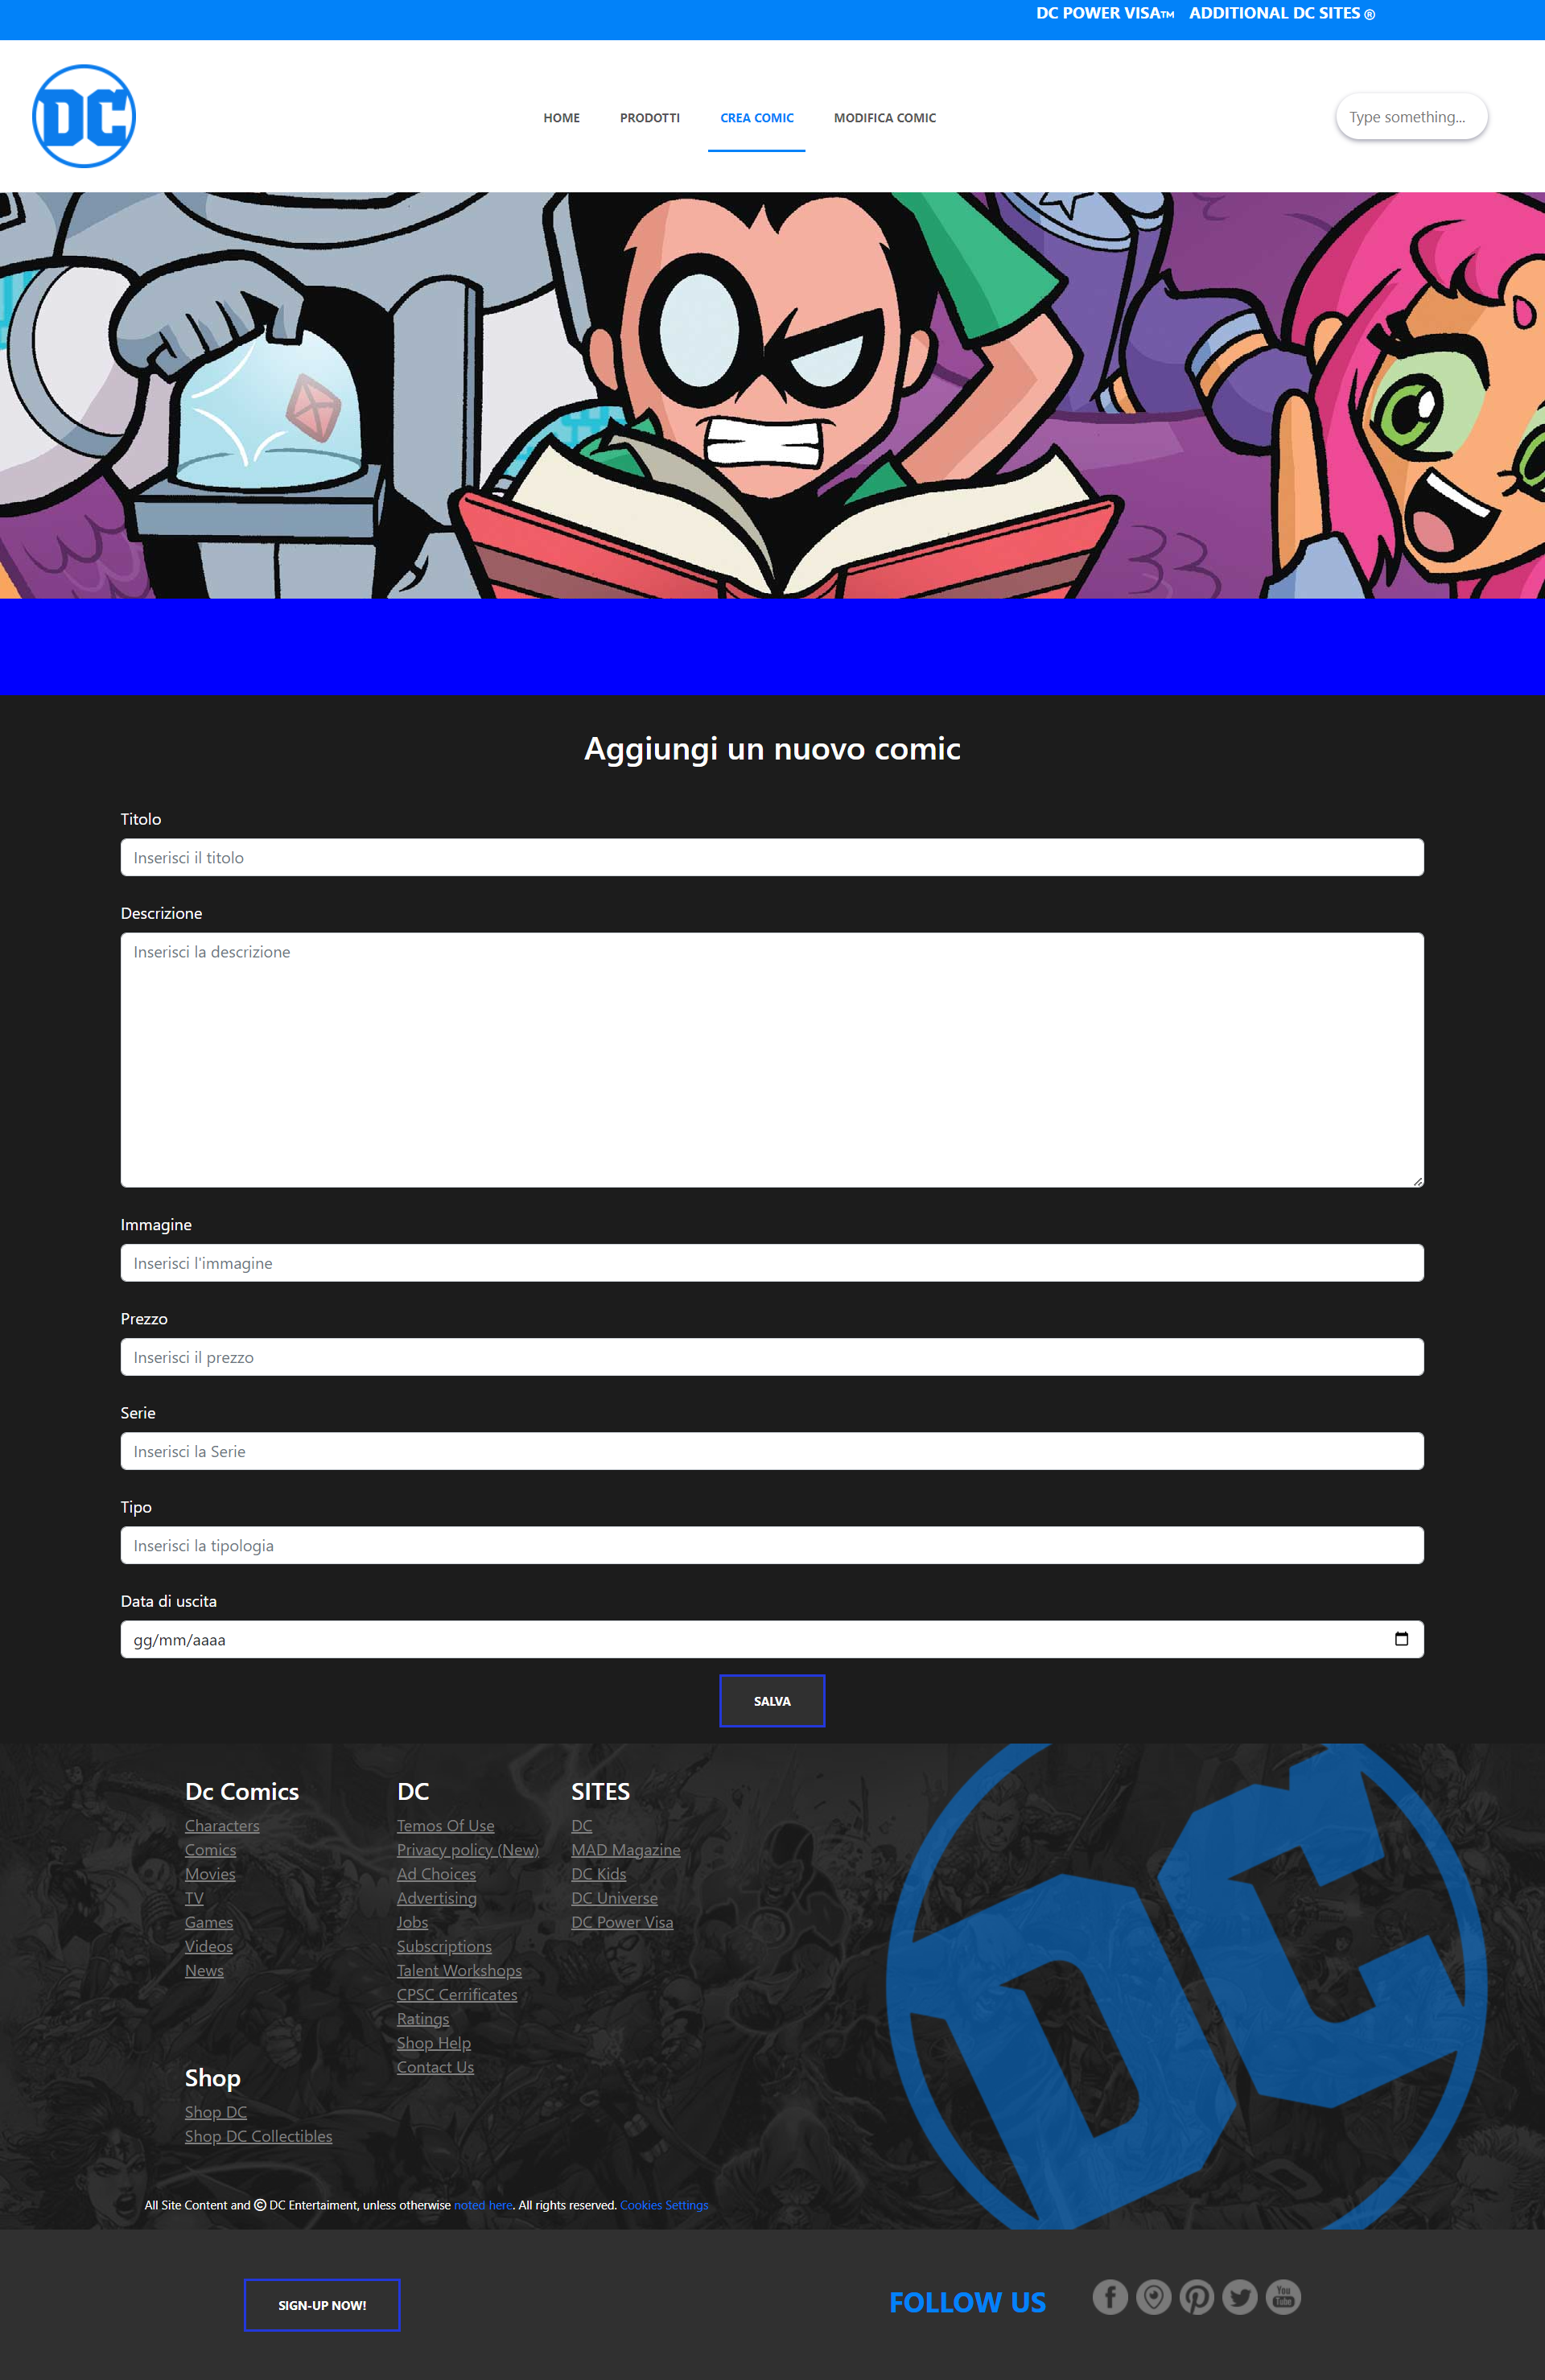 DC POWER VISA™ ADDITIONAL DC SITES ®
DC
HOME PRODOTTI CREA COMIC MODIFICA COMIC
Type something...
Aggiungi un nuovo comic
Titolo
Inserisci il titolo
Descrizione
Inserisci la descrizione
Immagine
Inserisci l'immagine
Prezzo
Inserisci il prezzo
Serie
Inserisci la Serie
Tipo
Inserisci la tipologia
Data di uscita
gg/mm/aaaa
SALVA
Dc Comics
Characters
Comics
Movies
TV
Games
Videos
News
Shop
Shop DC
Shop DC Collectibles
DC
Temos Of Use
Privacy policy (New)
Ad Choices
Advertising
Jobs
Subscriptions
Talent Workshops
CPSC Cerrificates
Ratings
Shop Help
Contact Us
SITES
DC
MAD Magazine
DC Kids
DC Universe
DC Power Visa
DC
All Site Content and © DC Entertaiment, unless otherwise noted here. All rights reserved. Cookies Settings
SIGN-UP NOW!
FOLLOW US
You
Tube